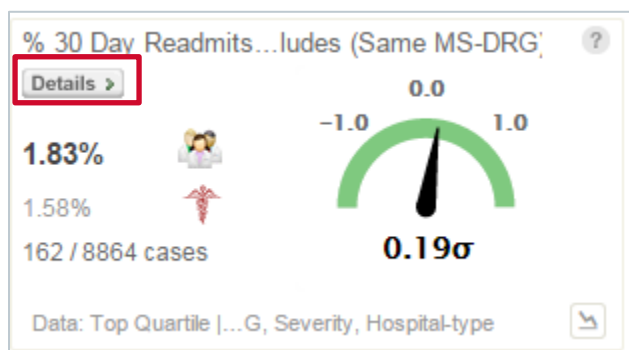 % 30 Day Readmits...ludes (Same MS-DRG)
?
Details >
0.0
-1.0
1.0
1.83%
1.58%
162 / 8864 cases
0.19σ
Data: Top Quartile |...G, Severity, Hospital-type